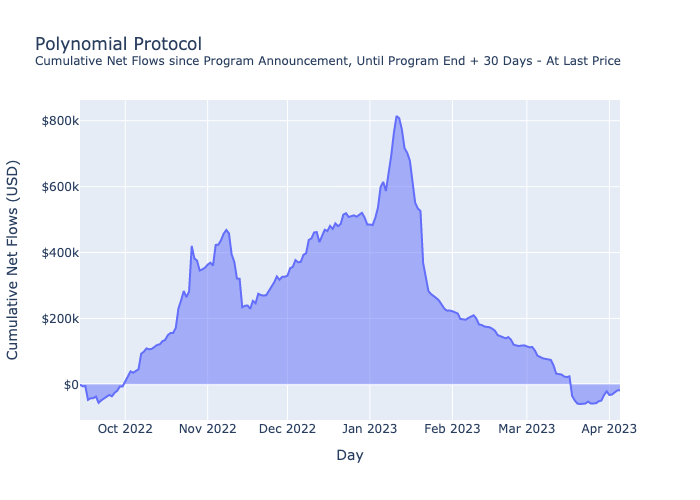 Polynomial Protocol
Cumulative Net Flows since Program Announcement, Until Program End + 30 Days - At Last Price
Cumulative Net Flows (USD)
$800k
$600k
$400k
$200k
$0
Oct 2022
Nov 2022
Dec 2022
Jan 2023
Feb 2023
Mar 2023
Apr 2023
Day